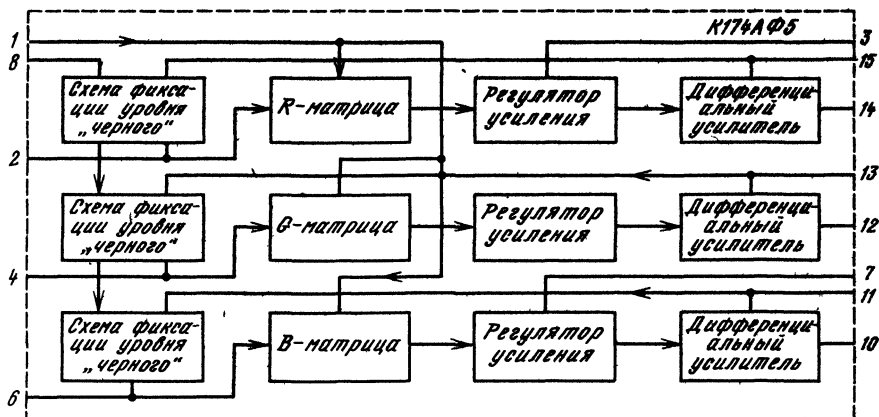 К174АФ5
1
3
8
15
Схема фикса-
ции уровня
„черного“
R-матрица
Регулятор
усиления
Дифференци-
альный
усилитель
14
2
13
Схема фикса-
ции уровня
„черного“
G-матрица
Регулятор
усиления
Дифференци-
альный
усилитель
12
4
7
11
Схема фикса-
ции уровня
„черного“
B-матрица
Регулятор
усиления
Дифференци-
альный
усилитель
10
6